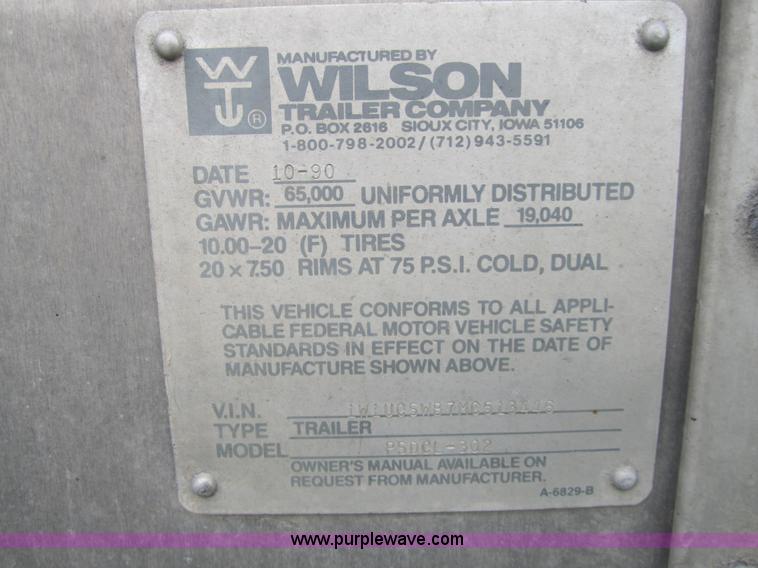 MANUFACTURED BY
WILSON
TRAILER COMPANY
P.O. BOX 2616 SIOUX CITY, IOWA 51106
1-800-798-2002/(712) 943-5591
WT ®
DATE 10-90
GVWR: 65,000 UNIFORMLY DISTRIBUTED
GAWR: MAXIMUM PER AXLE 19,040
10.00-20 (F) TIRES
20 x 7.50 RIMS AT 75 P.S.I. COLD, DUAL
THIS VEHICLE CONFORMS TO ALL APPLI-
CABLE FEDERAL MOTOR VEHICLE SAFETY
STANDARDS IN EFFECT ON THE DATE OF
MANUFACTURE SHOWN ABOVE.
V.I.N.
TYPE TRAILER
MODEL PSDCL-302
OWNER'S MANUAL AVAILABLE ON
REQUEST FROM MANUFACTURER.
A-6829-B
www.purplewave.com